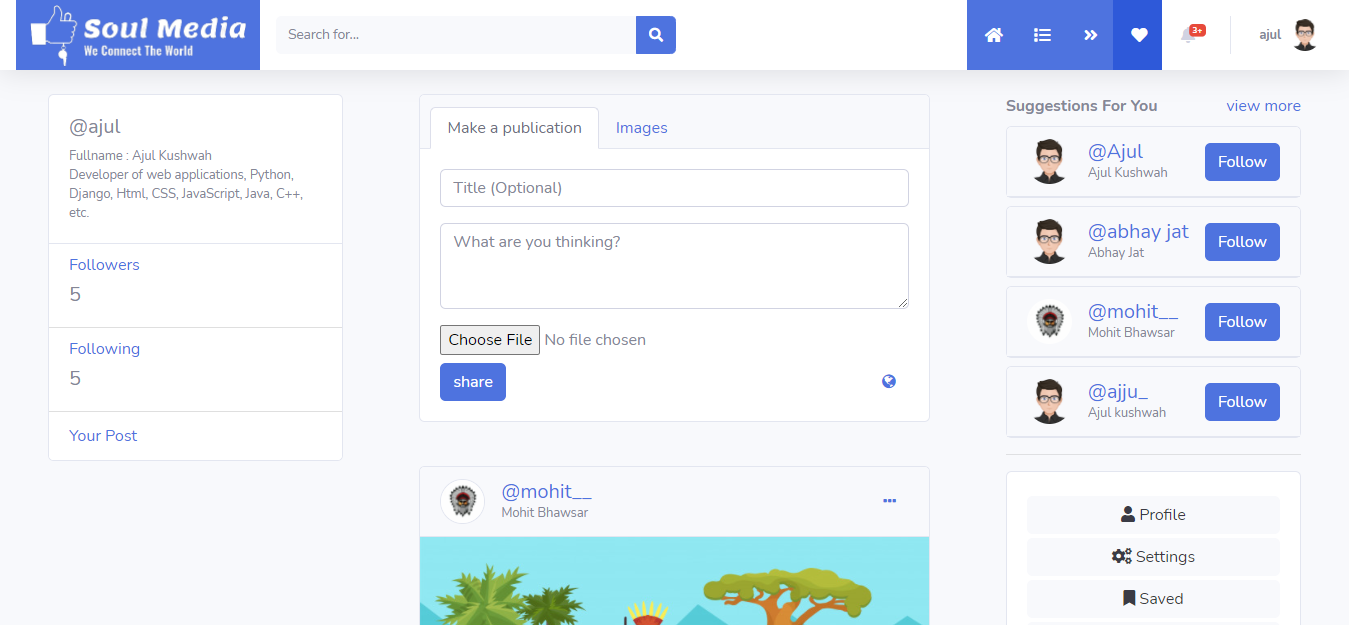 Soul Media
We Connect The World
Search for...
3+
ajul
@ajul
Fullname : Ajul Kushwah
Developer of web applications, Python,
Django, Html, CSS, JavaScript, Java, C++,
etc.
Followers
5
Following
5
Your Post
Make a publication
Images
Title (Optional)
What are you thinking?
Choose File No file chosen
share
@mohit__
Mohit Bhawsar
Suggestions For You
view more
@Ajul
Ajul Kushwah
Follow
@abhay jat
Abhay Jat
Follow
@mohit__
Mohit Bhawsar
Follow
@ajju_
Ajul kushwah
Follow
Profile
Settings
Saved